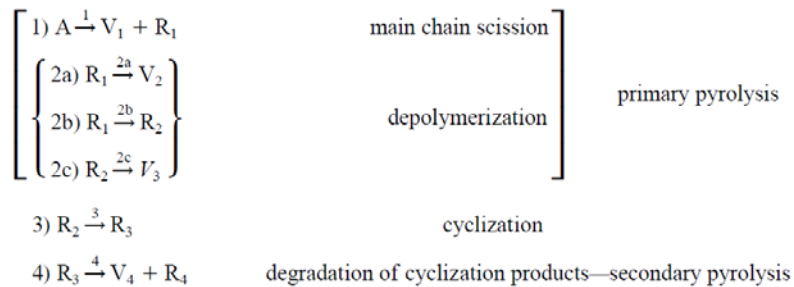 1) A →¹ V₁ + R₁ main chain scission
2a) R₁ →²ᵃ V₂
primary pyrolysis
2b) R₁ →²ᵇ R₂ depolymerization
2c) R₂ →²ᶜ V₃
3) R₂ →³ R₃ cyclization
4) R₃ →⁴ V₄ + R₄ degradation of cyclization products—secondary pyrolysis